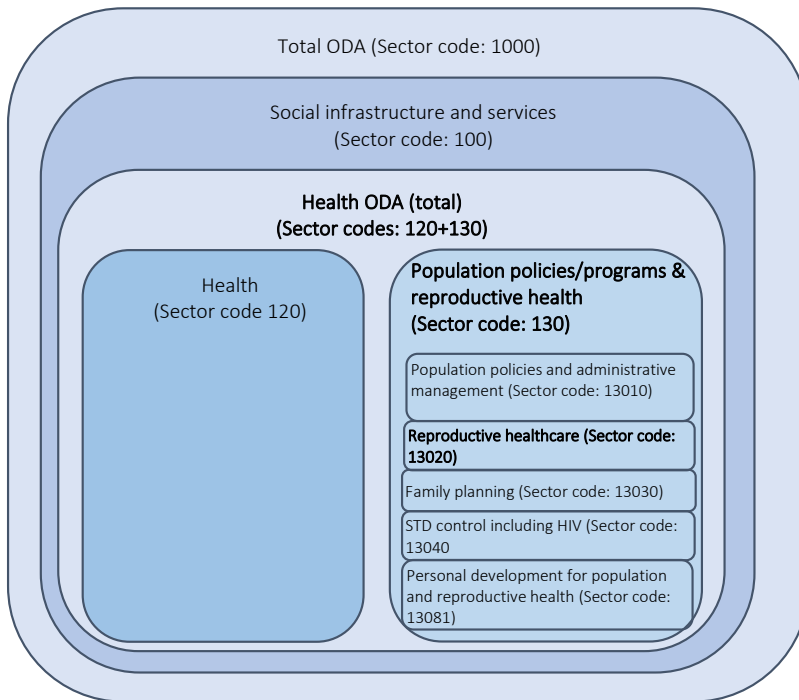 Total ODA (Sector code: 1000)
Social infrastructure and services
(Sector code: 100)
Health ODA (total)
(Sector codes: 120+130)
Health
(Sector code 120)
Population policies/programs &
reproductive health
(Sector code: 130)
Population policies and administrative
management (Sector code: 13010)
Reproductive healthcare (Sector code:
13020)
Family planning (Sector code: 13030)
STD control including HIV (Sector code:
13040
Personal development for population
and reproductive health (Sector code:
13081)